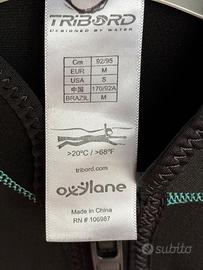 TRIBORD
DESIGNED BY WATER
Cm 92/95
EUR M
USA S
中国 170/92A
BRAZIL M
>20°C / >68°F
tribord.com
oxylane
Made in China
RN # 106987
subito